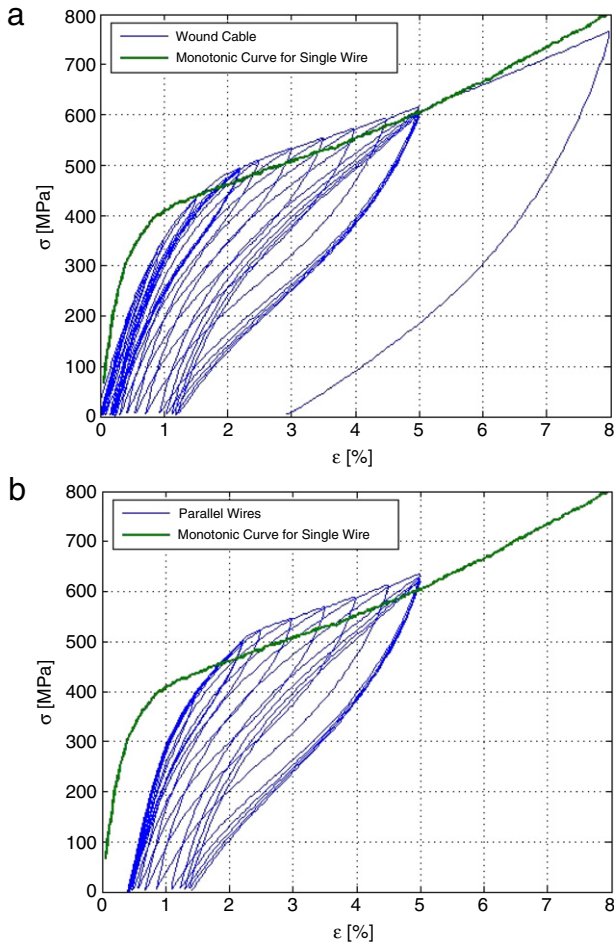 a
800
700
600
500
400
300
200
100
0
σ [MPa]
Wound Cable
Monotonic Curve for Single Wire
0 1 2 3 4 5 6 7 8
ε [%]
b
800
700
600
500
400
300
200
100
0
σ [MPa]
Parallel Wires
Monotonic Curve for Single Wire
0 1 2 3 4 5 6 7 8
ε [%]